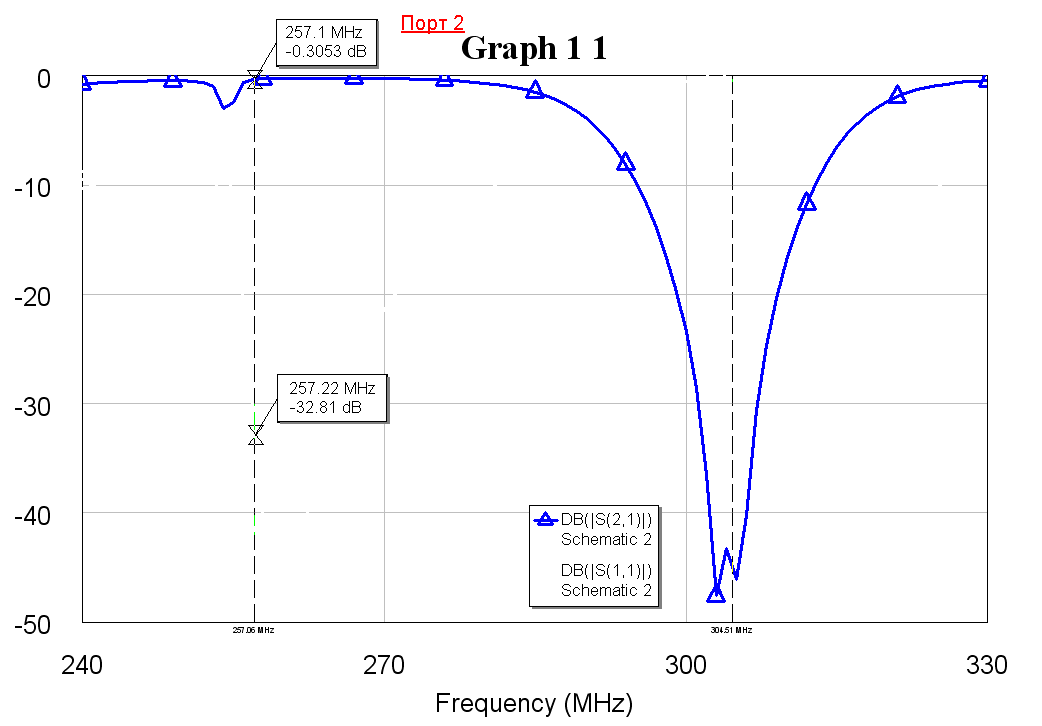 Порт 2
Graph 1 1
257.1 MHz
-0.3053 dB
0
-10
-20
-30
-40
-50
257.22 MHz
-32.81 dB
DB(|S(2,1)|)
Schematic 2
DB(|S(1,1)|)
Schematic 2
257.06 MHz
304.51 MHz
240
270
300
330
Frequency (MHz)